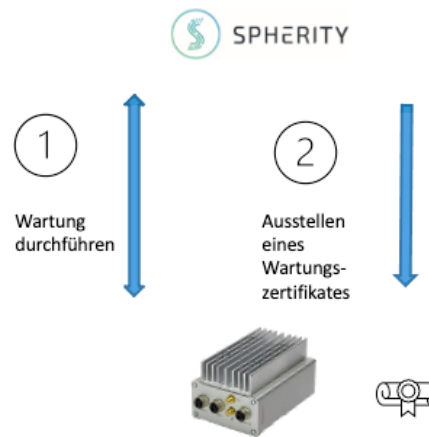 SPHERITY
1
2
Wartung
durchführen
Ausstellen
eines
Wartungs-
zertifikates